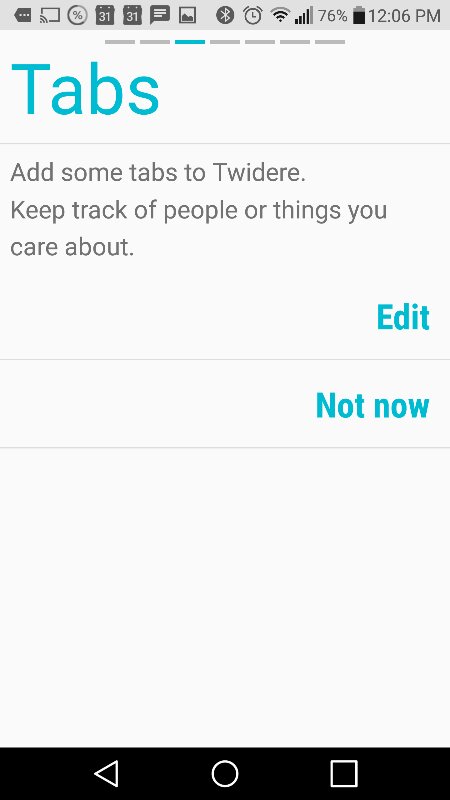 % 31 31 76% 12:06 PM
Tabs
Add some tabs to Twidere.
Keep track of people or things you
care about.
Edit
Not now